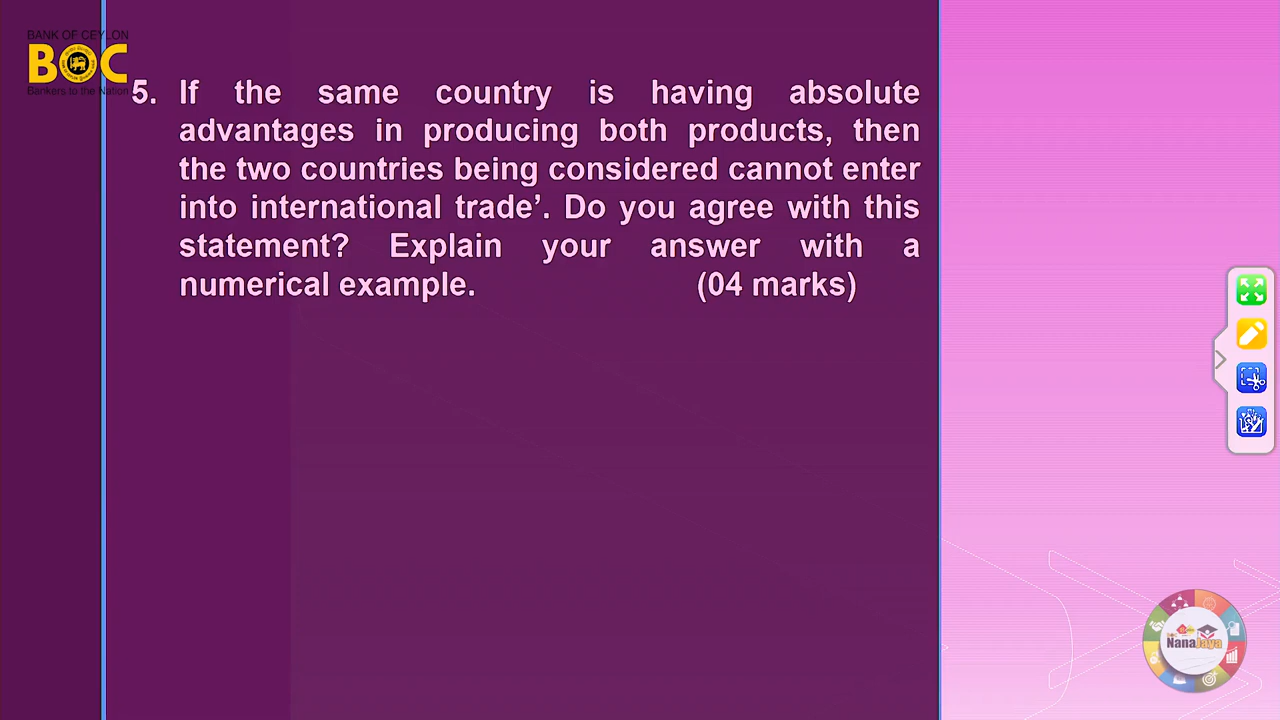 BANK OF CEYLON
BOC
Bankers to the Nation
5. If the same country is having absolute
advantages in producing both products, then
the two countries being considered cannot enter
into international trade’. Do you agree with this
statement? Explain your answer with a
numerical example. (04 marks)
NanaJaya